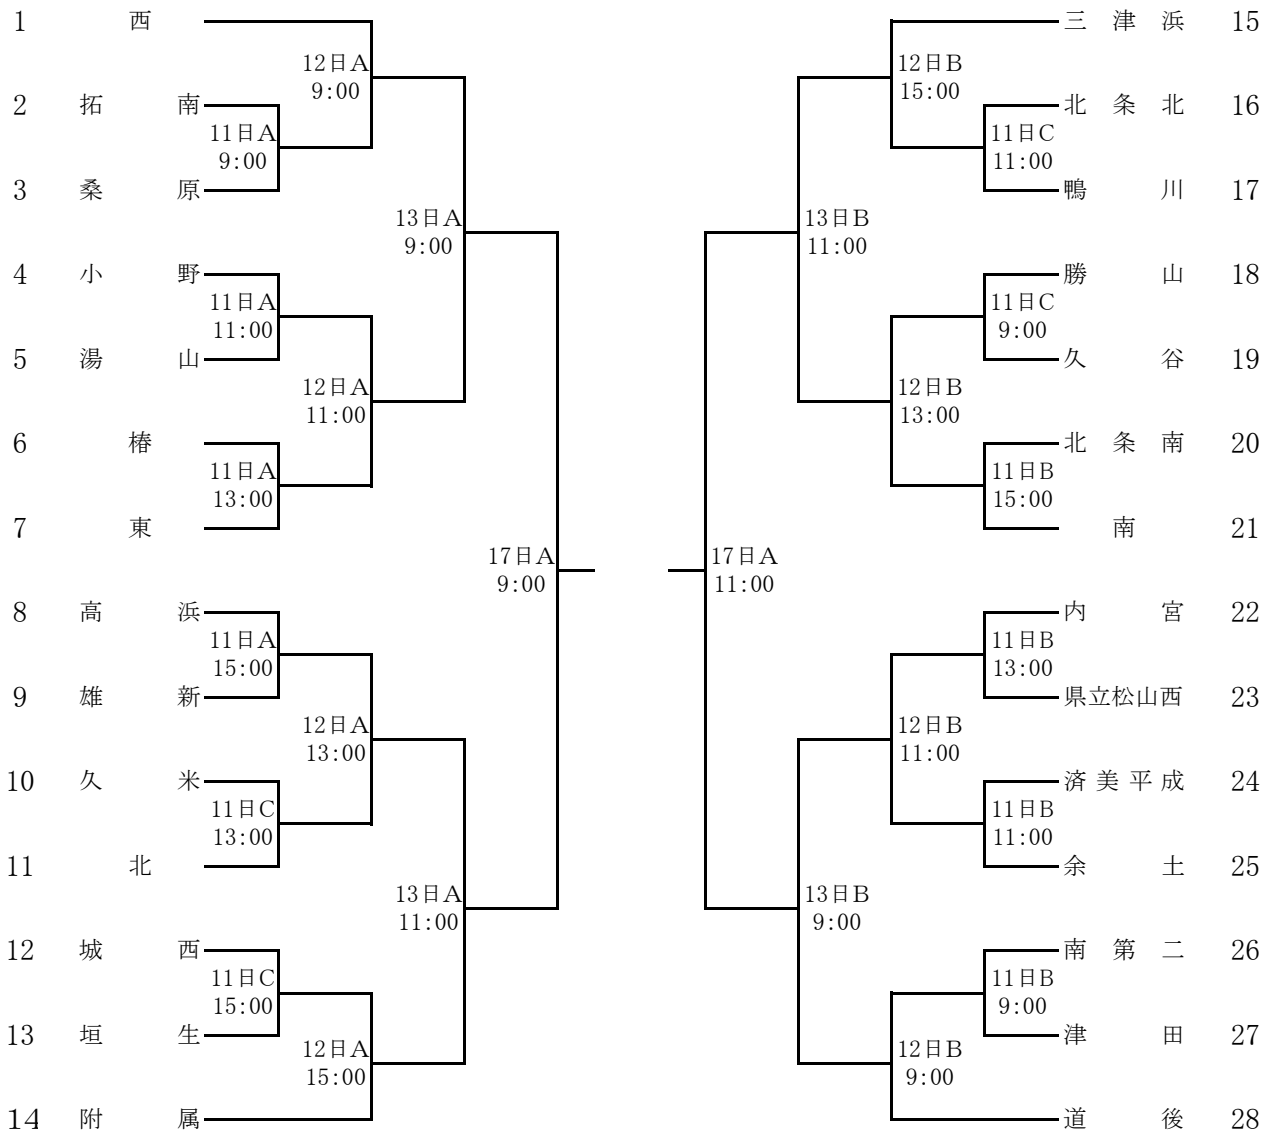 1 西
12日A
9:00
2 拓南
11日A
9:00
3 桑原
13日A
9:00
4 小野
11日A
11:00
5 湯山
12日A
11:00
6 椿
11日A
13:00
7 東
17日A
9:00
8 高浜
11日A
15:00
9 雄新
12日A
13:00
10 久米
11日C
13:00
11 北
13日A
11:00
12 城西
11日C
15:00
13 垣生
12日A
15:00
14 附属
三津浜 15
12日B
15:00
北条北 16
11日C
11:00
鴨川 17
13日B
11:00
勝山 18
11日C
9:00
久谷 19
12日B
13:00
北条南 20
11日B
15:00
南 21
17日A
11:00
内宮 22
11日B
13:00
県立松山西 23
12日B
11:00
済美平成 24
11日B
11:00
余土 25
13日B
9:00
南第二 26
11日B
9:00
津田 27
12日B
9:00
道後 28